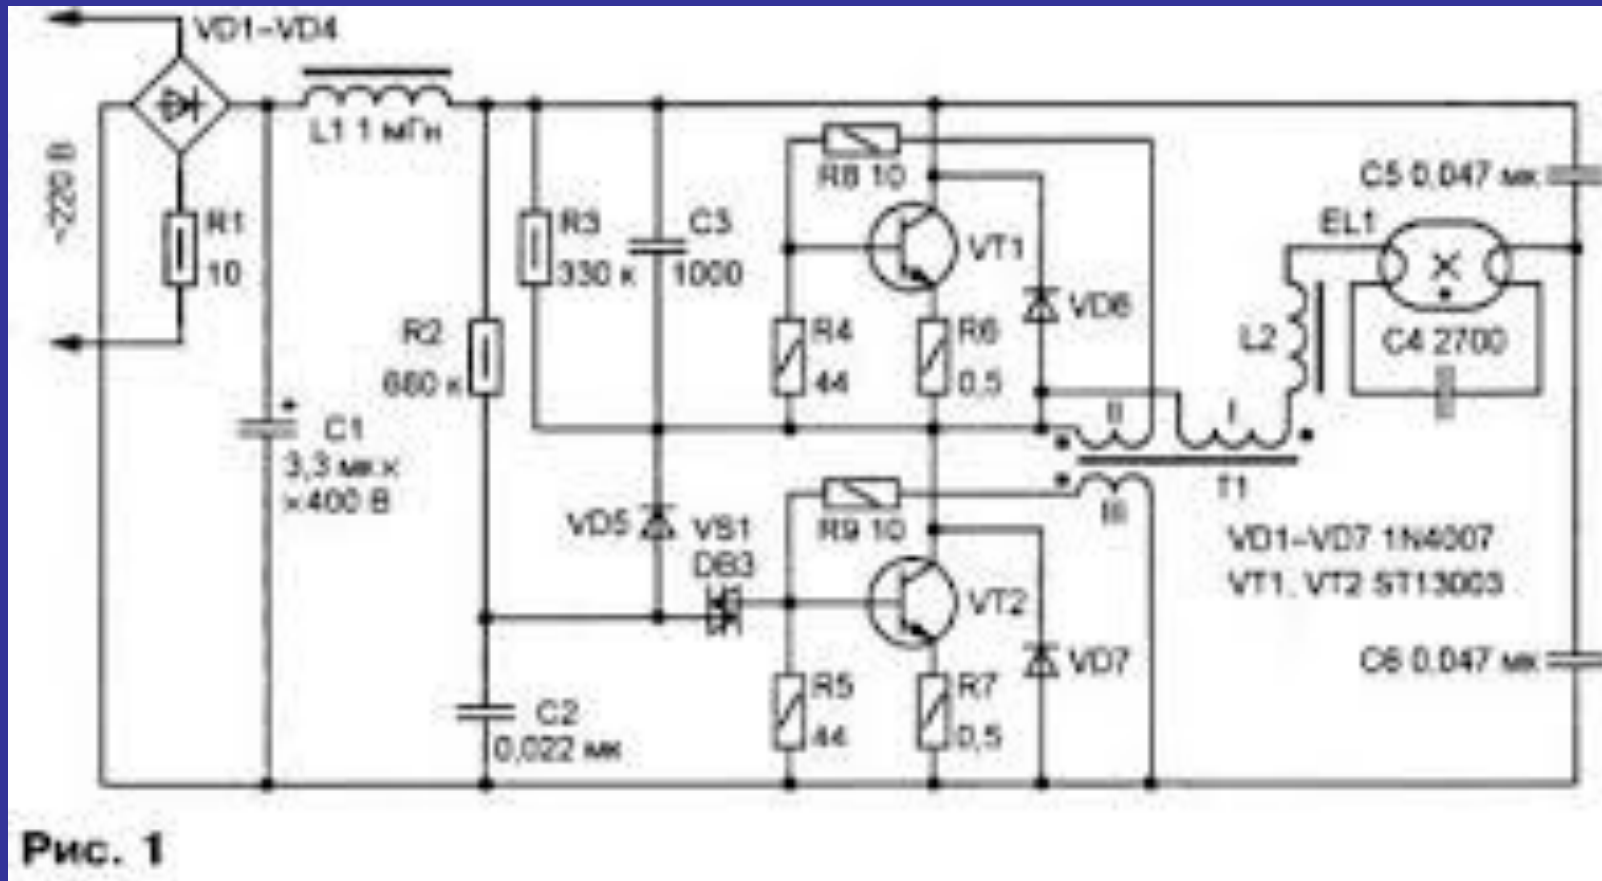 VD1–VD4
L1 1 мГн
~220 В
R1
10
R3
330 к
C3
1000
R8 10
VT1
C5 0,047 мк
EL1
VD6
R2
680 к
R4
44
R6
0,5
L2
C4 2700
+
C1
3,3 мк ×
×400 В
II
I
T1
VD5
VS1
DB3
R9 10
III
VD1–VD7 1N4007
VT1, VT2 ST13003
VT2
VD7
C6 0,047 мк
R5
44
R7
0,5
C2
0,022 мк
Рис. 1